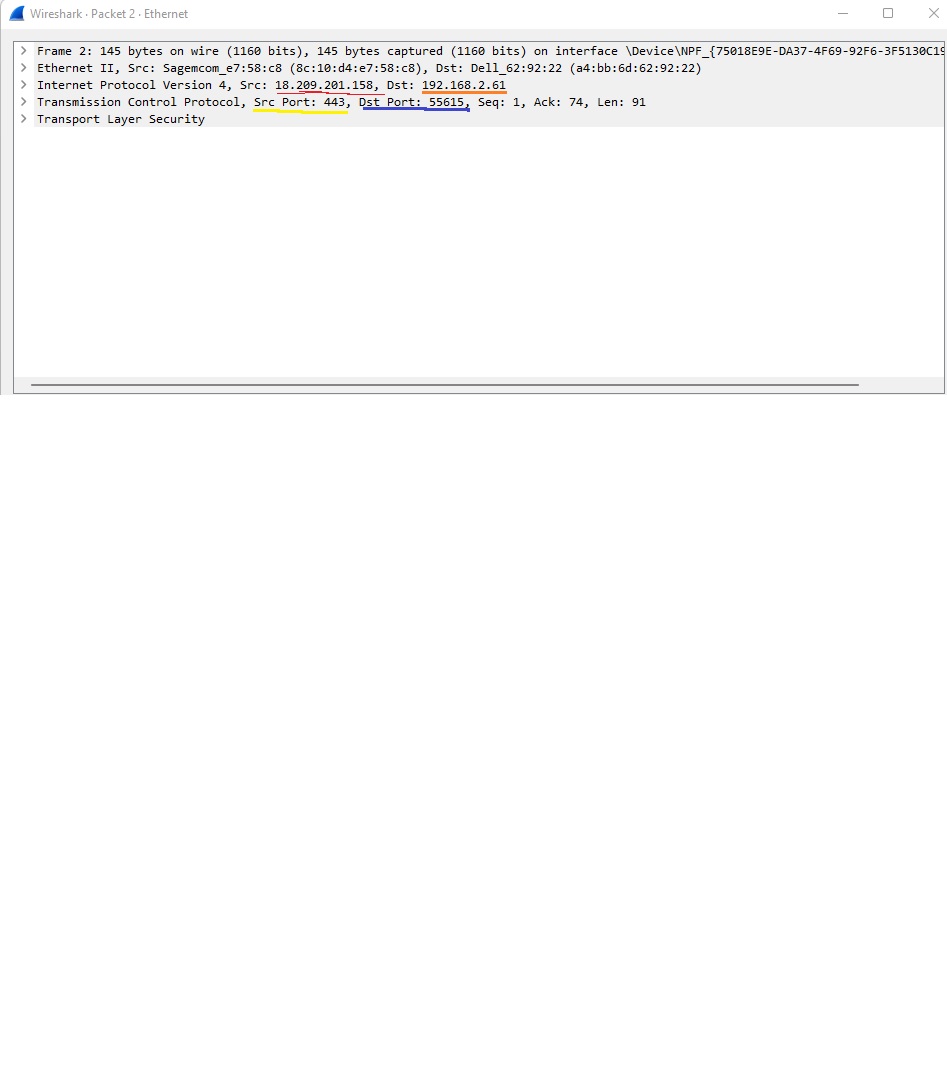 Wireshark · Packet 2 · Ethernet
Frame 2: 145 bytes on wire (1160 bits), 145 bytes captured (1160 bits) on interface \Device\NPF_{75018E9E-DA37-4F69-92F6-3F5130C19
Ethernet II, Src: Sagemcom_e7:58:c8 (8c:10:d4:e7:58:c8), Dst: Dell_62:92:22 (a4:bb:6d:62:92:22)
Internet Protocol Version 4, Src: 18.209.201.158, Dst: 192.168.2.61
Transmission Control Protocol, Src Port: 443, Dst Port: 55615, Seq: 1, Ack: 74, Len: 91
Transport Layer Security